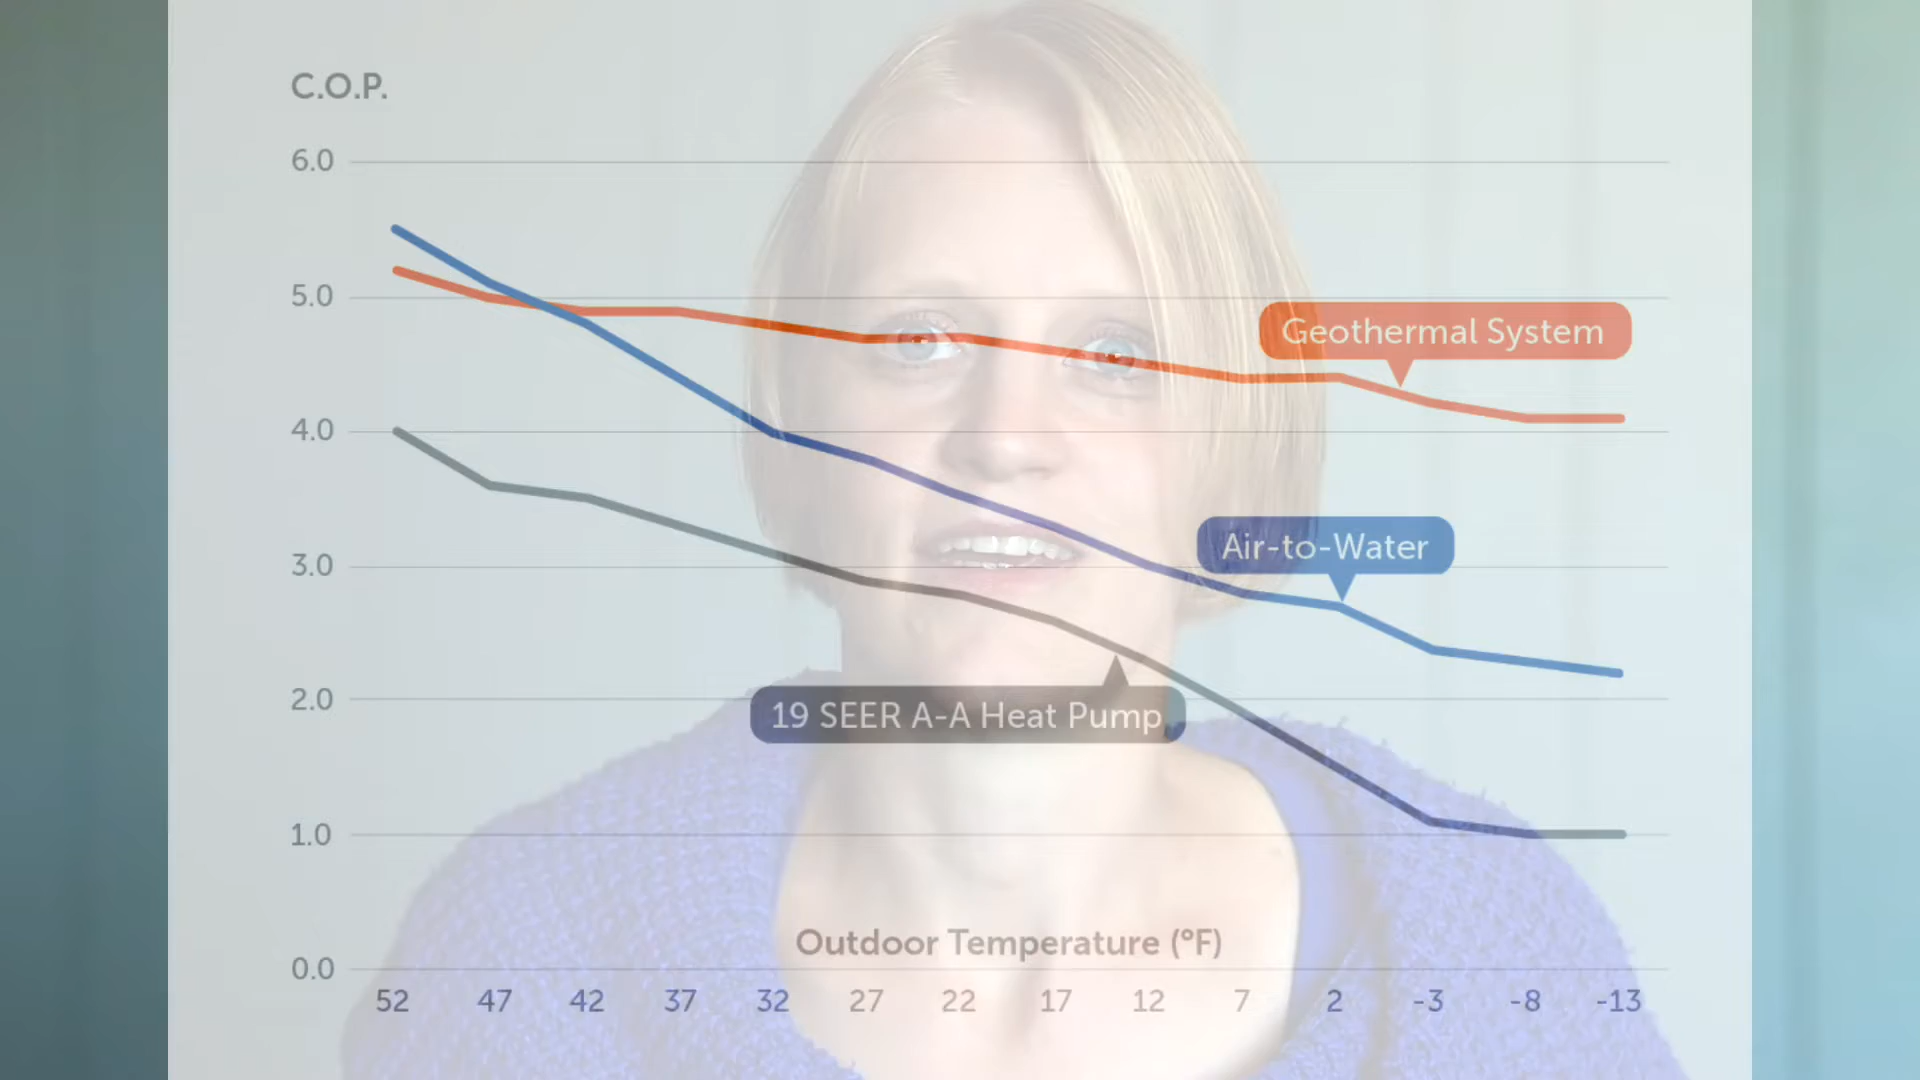 C.O.P.
6.0
5.0
Geothermal System
4.0
Air-to-Water
3.0
2.0
19 SEER A-A Heat Pump
1.0
Outdoor Temperature (°F)
0.0
52 47 42 37 32 27 22 17 12 7 2 -3 -8 -13